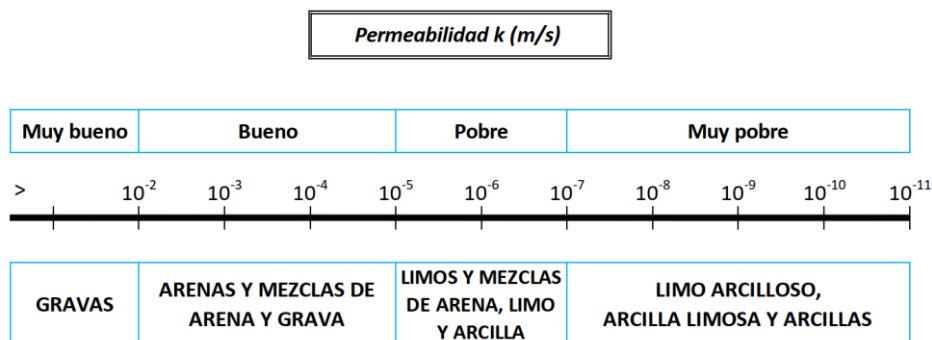 Permeabilidad k (m/s)
Muy bueno Bueno Pobre Muy pobre
> 10⁻² 10⁻³ 10⁻⁴ 10⁻⁵ 10⁻⁶ 10⁻⁷ 10⁻⁸ 10⁻⁹ 10⁻¹⁰ 10⁻¹¹
GRAVAS
ARENAS Y MEZCLAS DE
ARENA Y GRAVA
LIMOS Y MEZCLAS
DE ARENA, LIMO
Y ARCILLA
LIMO ARCILLOSO,
ARCILLA LIMOSA Y ARCILLAS